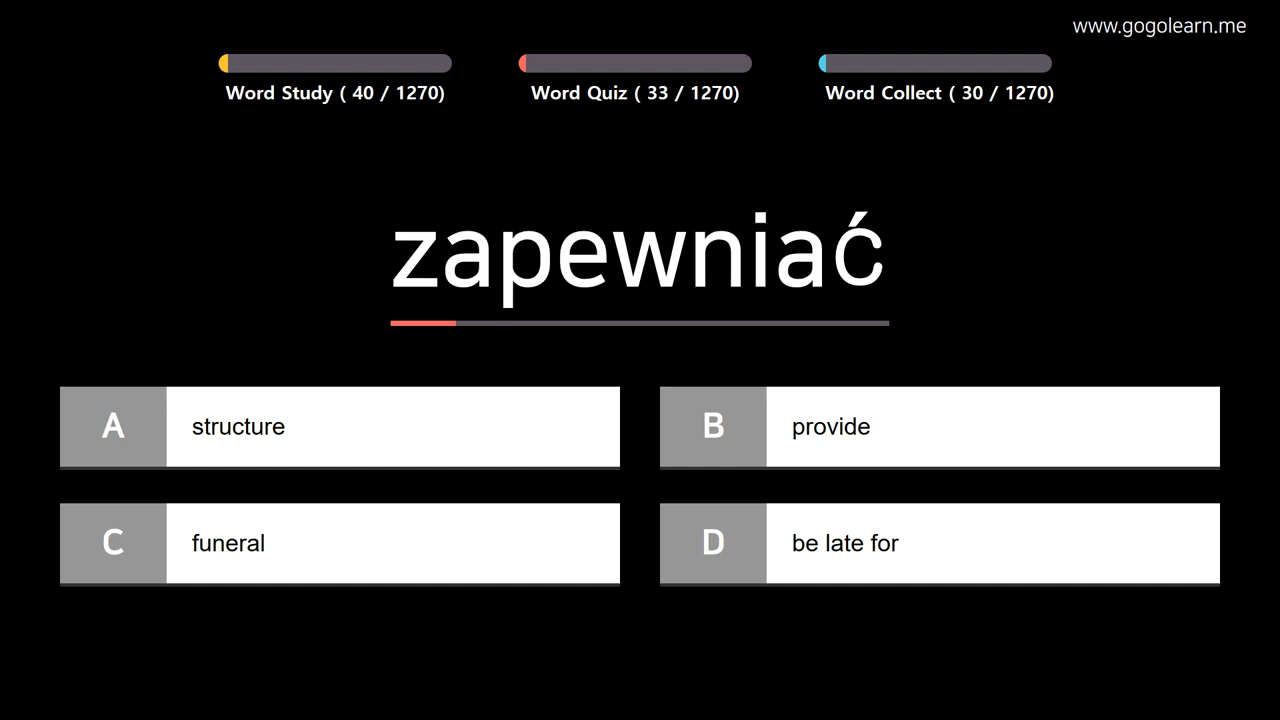 www.gogolearn.me
Word Study ( 40 / 1270)
Word Quiz ( 33 / 1270)
Word Collect ( 30 / 1270)
zapewniać
A structure
B provide
C funeral
D be late for